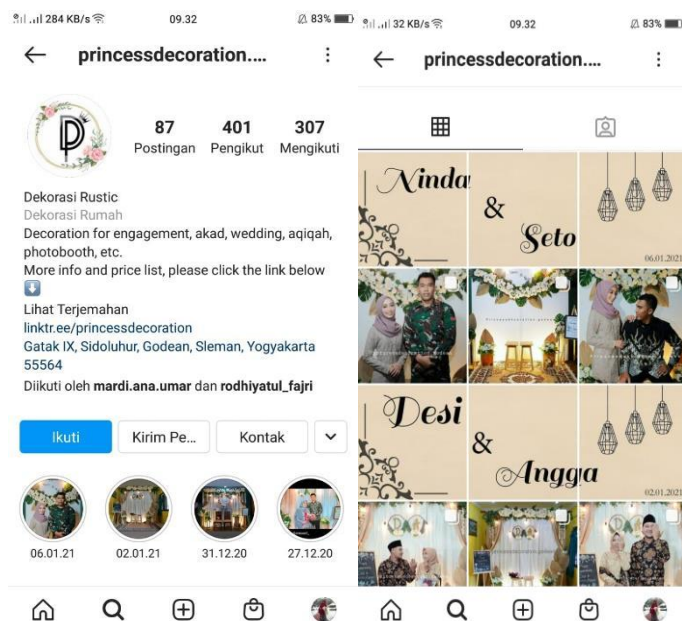 284 KB/s
09.32
83%
princessdecoration....
87
401
307
Postingan
Pengikut
Mengikuti
Dekorasi Rustic
Dekorasi Rumah
Decoration for engagement, akad, wedding, aqiqah,
photobooth, etc.
More info and price list, please click the link below
Lihat Terjemahan
linktr.ee/princessdecoration
Gatak IX, Sidoluhur, Godean, Sleman, Yogyakarta
55564
Diikuti oleh mardi.ana.umar dan rodhiyatul_fajri
Ikuti
Kirim Pe...
Kontak
06.01.21
02.01.21
31.12.20
27.12.20
32 KB/s
09.32
83%
princessdecoration....
Ninda
&
Seto
06.01.2021
Desi
&
Angga
02.01.2021